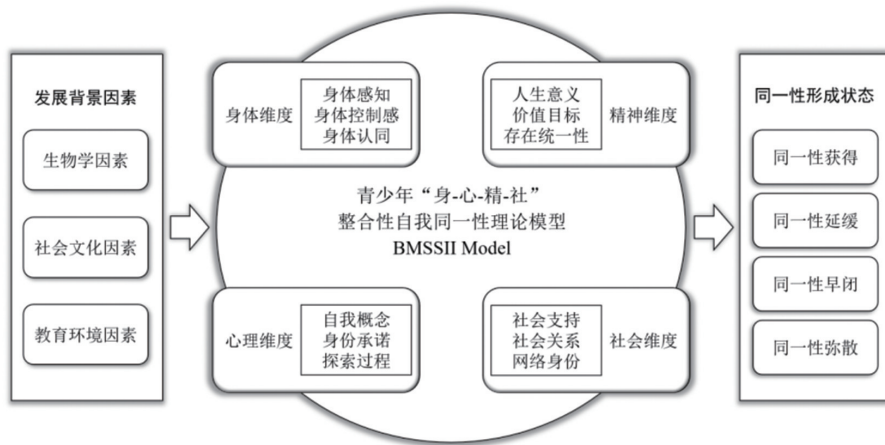 发展背景因素
生物学因素
社会文化因素
教育环境因素
身体维度
身体感知
身体控制感
身体认同
人生意义
价值目标
存在统一性
精神维度
青少年“身-心-精-社”
整合性自我同一性理论模型
BMSSII Model
心理维度
自我概念
身份承诺
探索过程
社会支持
社会关系
网络身份
社会维度
同一性形成状态
同一性获得
同一性延缓
同一性早闭
同一性弥散